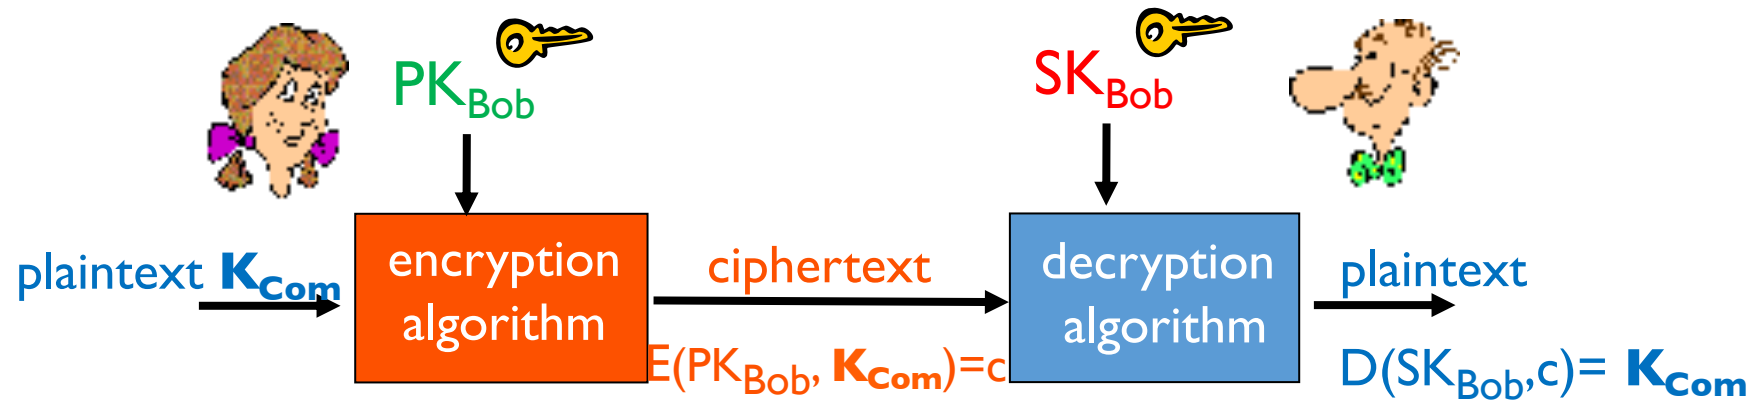 PK_Bob
SK_Bob
plaintext K_Com
encryption
algorithm
ciphertext
E(PK_Bob, K_Com)=c
decryption
algorithm
plaintext
D(SK_Bob,c)= K_Com